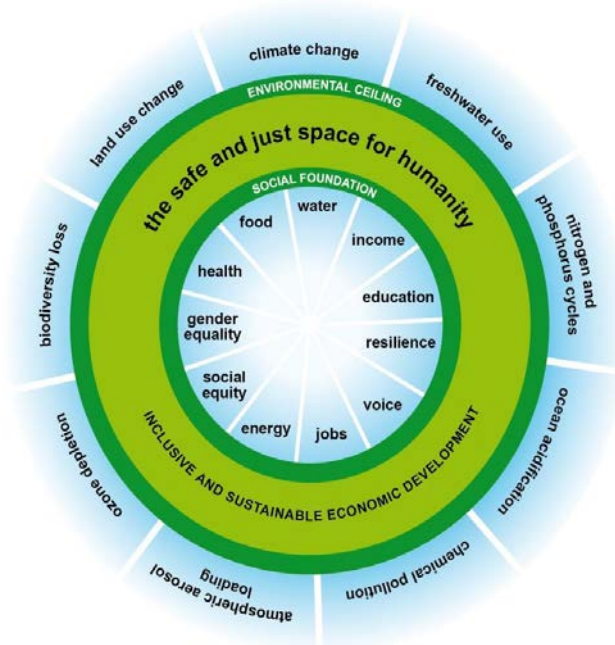 climate change
freshwater use
nitrogen and
phosphorus cycles
ocean acidification
chemical pollution
atmospheric aerosol
loading
ozone depletion
biodiversity loss
land use change
ENVIRONMENTAL CEILING
the safe and just space for humanity
SOCIAL FOUNDATION
water
income
education
resilience
voice
jobs
energy
social
equity
gender
equality
health
food
INCLUSIVE AND SUSTAINABLE ECONOMIC DEVELOPMENT